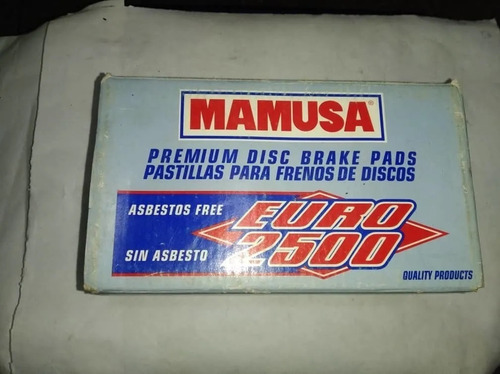 MAMUSA®
PREMIUM DISC BRAKE PADS
PASTILLAS PARA FRENOS DE DISCOS
ASBESTOS FREE
EURO
SIN ASBESTO
2500
QUALITY PRODUCTS